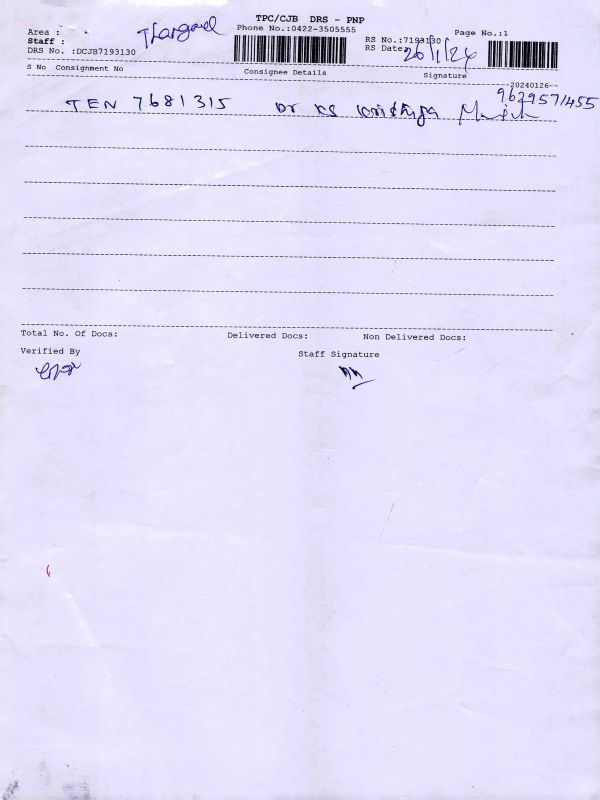 TPC/CJB DRS - PNP
Area :
Phone No.:0422-3505555
RS No.:7193130
Page No.:1
Staff :
RS Date:
26/1/24
DRS No. :DCJB7193130
S No Consignment No
Consignee Details
Signature
--20240126--
9629571455
TEN 7681315 Dr KS
Total No. Of Docs:
Delivered Docs:
Non Delivered Docs:
Verified By
Staff Signature